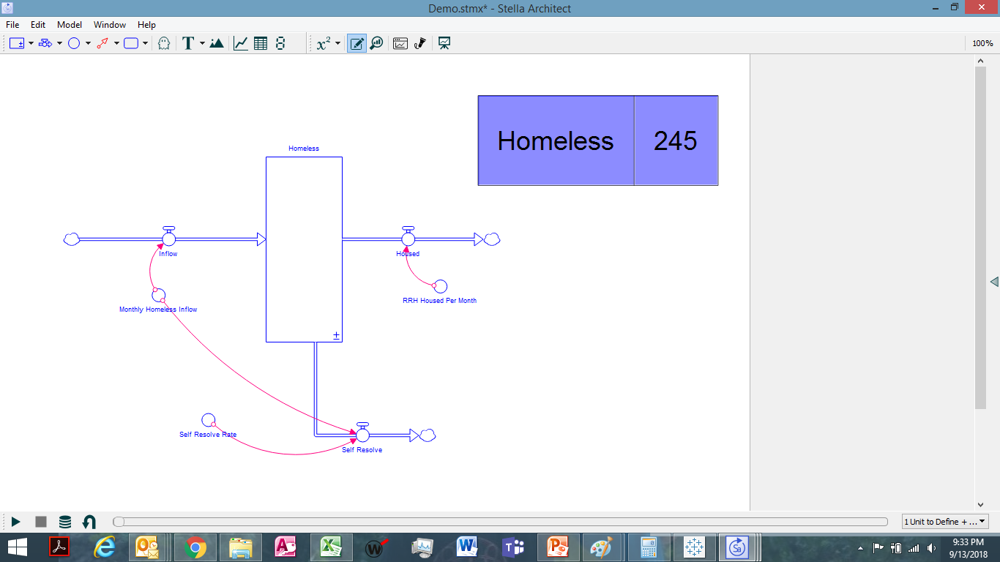 Demo.stmx* - Stella Architect
File Edit Model Window Help
T x² 100%
Homeless 245
Homeless
Inflow
Housed
RRH Housed Per Month
Monthly Homeless Inflow
±
Self Resolve Rate
Self Resolve
1 Unit to Define + ...
9:33 PM
9/13/2018